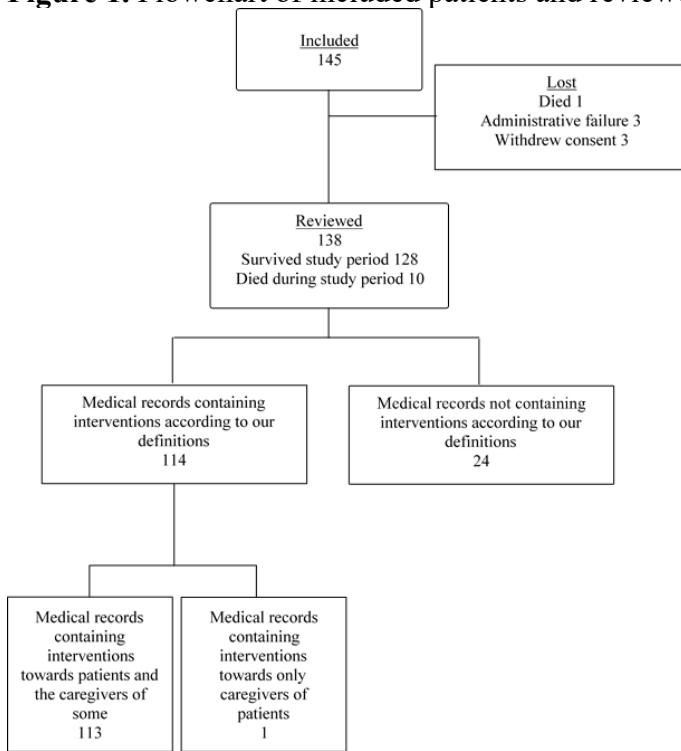 Figure 1. Flowchart of included patients and review
Included
145
Lost
Died 1
Administrative failure 3
Withdrew consent 3
Reviewed
138
Survived study period 128
Died during study period 10
Medical records containing
interventions according to our
definitions
114
Medical records not containing
interventions according to our
definitions
24
Medical records
containing
interventions
towards patients and
the caregivers of
some
113
Medical records
containing
interventions
towards only
caregivers of
patients
1